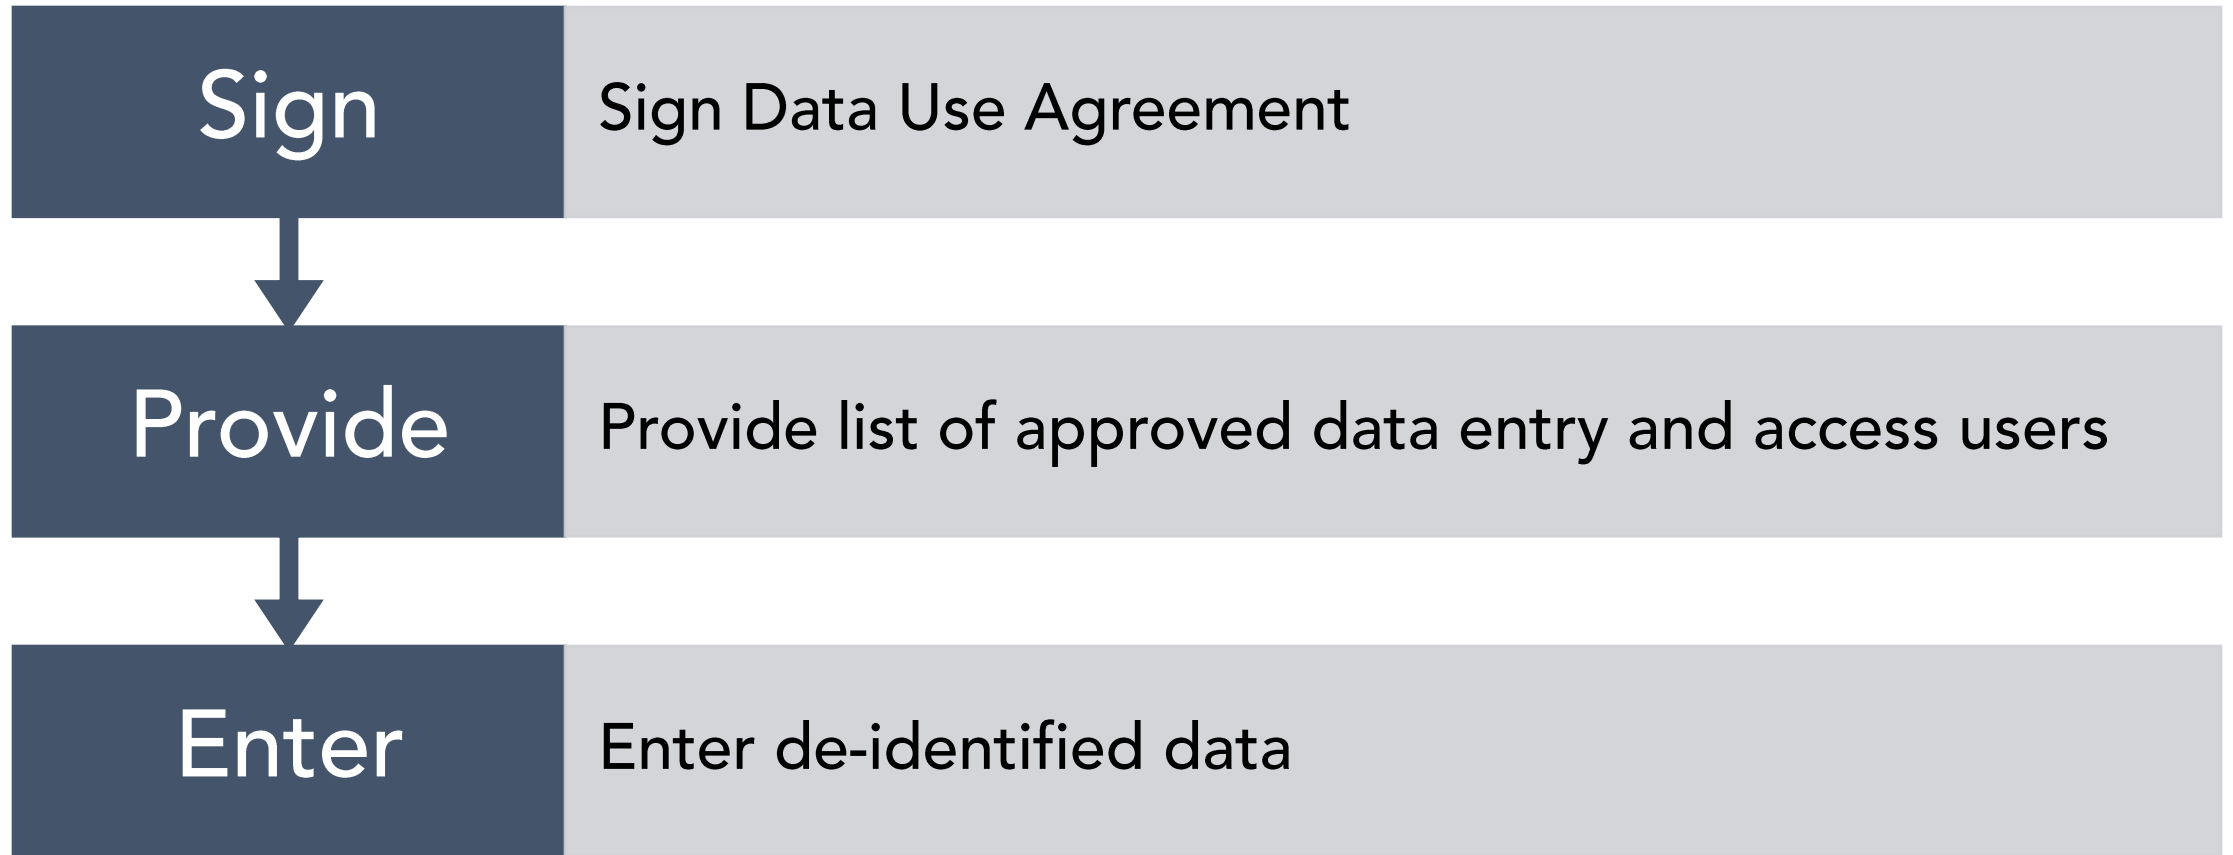 Sign
Sign Data Use Agreement
Provide
Provide list of approved data entry and access users
Enter
Enter de-identified data